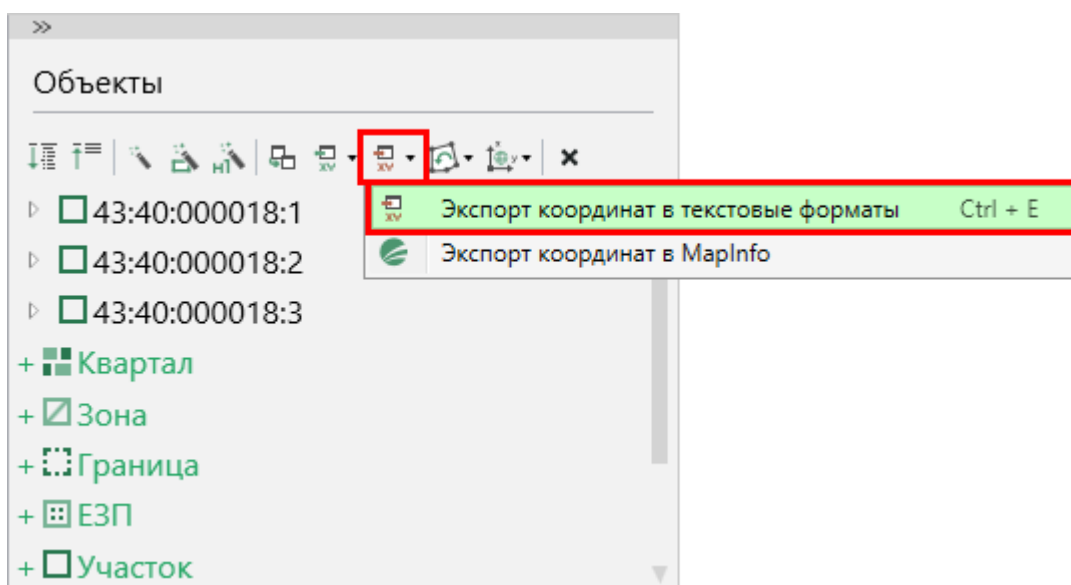 Объекты
43:40:000018:1
Экспорт координат в текстовые форматы Ctrl + E
43:40:000018:2
Экспорт координат в MapInfo
43:40:000018:3
+ Квартал
+ Зона
+ Граница
+ ЕЗП
+ Участок